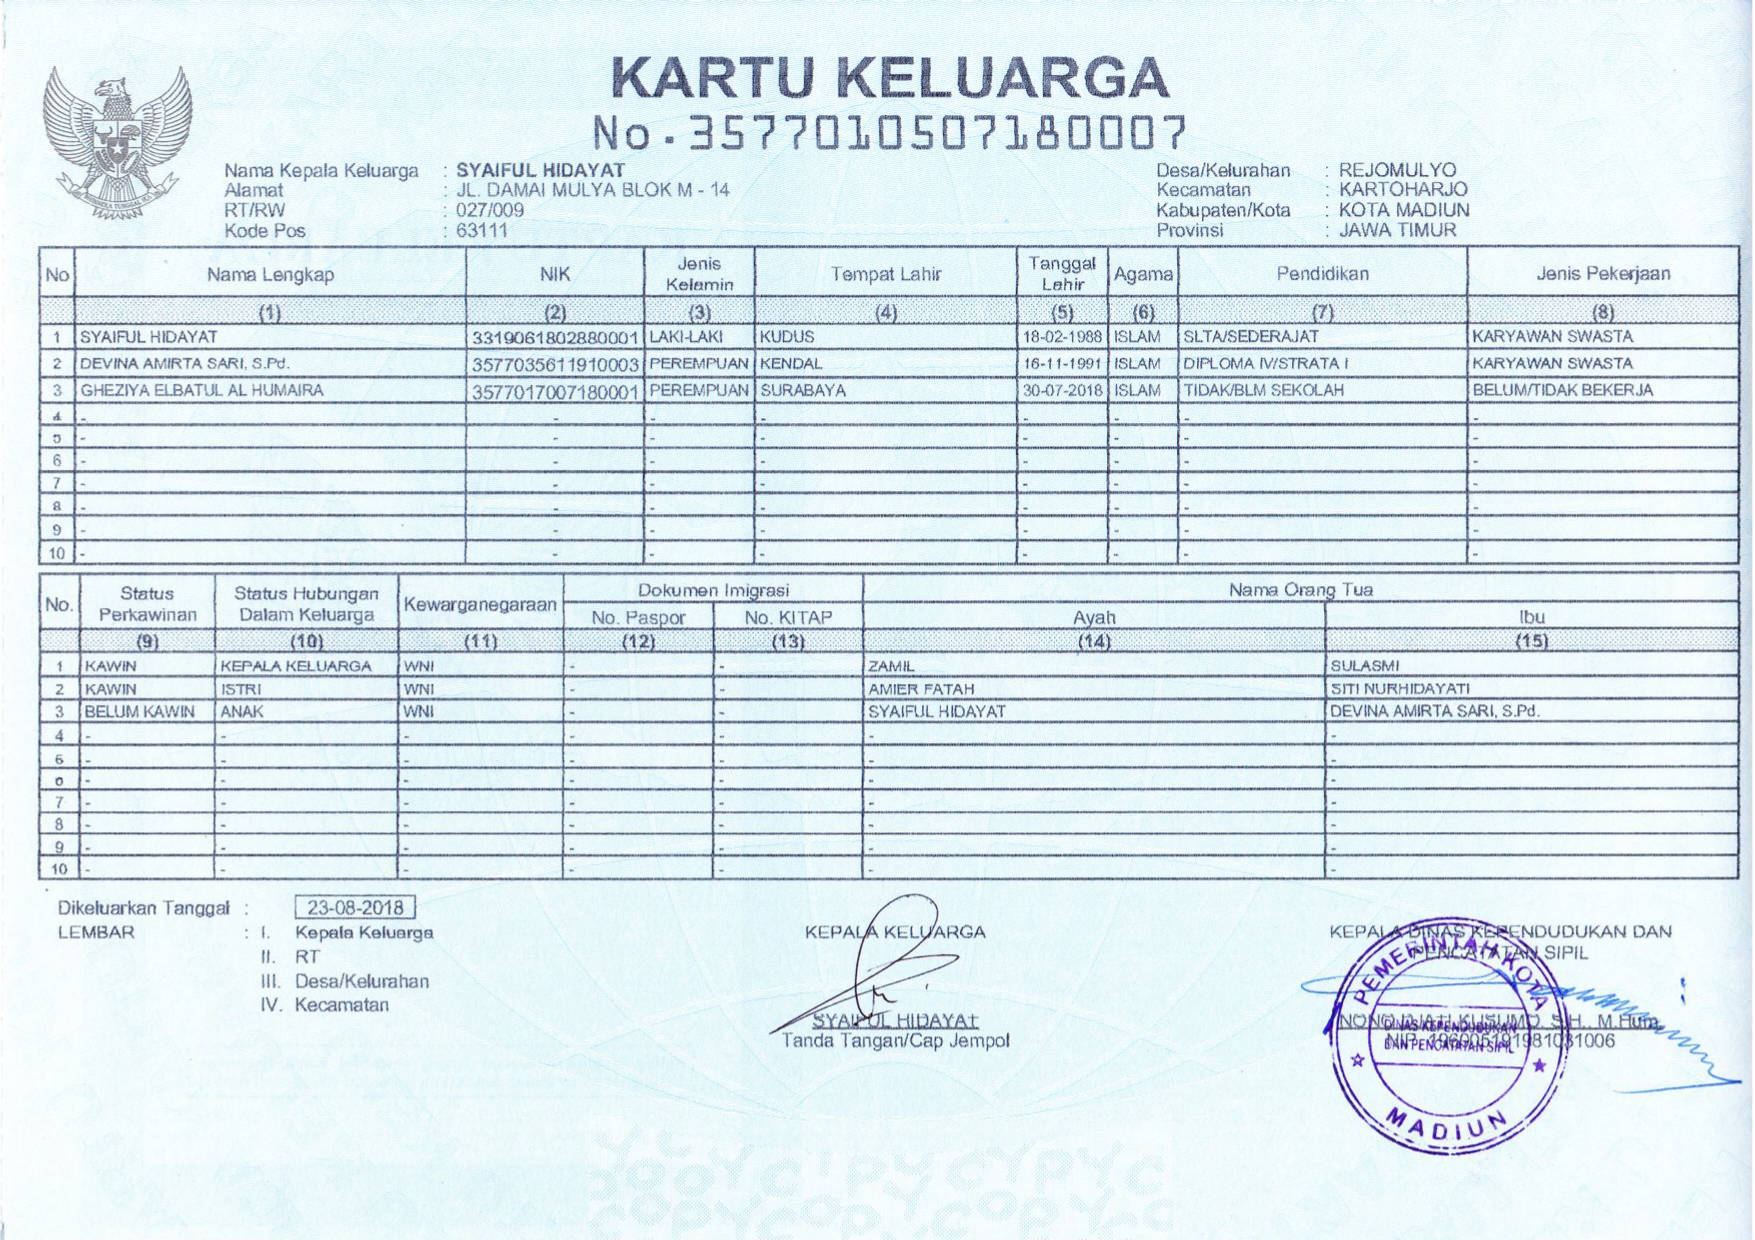 KARTU KELUARGA
No. 3577010507180007
Nama Kepala Keluarga : SYAIFUL HIDAYAT
Alamat : JL. DAMAI MULYA BLOK M - 14
RT/RW : 027/009
Kode Pos : 63111
Desa/Kelurahan : REJOMULYO
Kecamatan : KARTOHARJO
Kabupaten/Kota : KOTA MADIUN
Provinsi : JAWA TIMUR
No Nama Lengkap NIK Jenis Kelamin Tempat Lahir Tanggal Lahir Agama Pendidikan Jenis Pekerjaan
(1) (2) (3) (4) (5) (6) (7) (8)
1 SYAIFUL HIDAYAT 3319061802880001 LAKI-LAKI KUDUS 18-02-1988 ISLAM SLTA/SEDERAJAT KARYAWAN SWASTA
2 DEVINA AMIRTA SARI, S.Pd. 3577035611910003 PEREMPUAN KENDAL 16-11-1991 ISLAM DIPLOMA IV/STRATA I KARYAWAN SWASTA
3 GHEZIYA ELBATUL AL HUMAIRA 3577017007180001 PEREMPUAN SURABAYA 30-07-2018 ISLAM TIDAK/BLM SEKOLAH BELUM/TIDAK BEKERJA
4 - - - - - - - -
5 - - - - - - - -
6 - - - - - - - -
7 - - - - - - - -
8 - - - - - - - -
9 - - - - - - - -
10 - - - - - - - -
No. Status Perkawinan Status Hubungan Dalam Keluarga Kewarganegaraan Dokumen Imigrasi Nama Orang Tua
No. Paspor No. KITAP Ayah Ibu
(9) (10) (11) (12) (13) (14) (15)
1 KAWIN KEPALA KELUARGA WNI - - ZAMIL SULASMI
2 KAWIN ISTRI WNI - - AMIER FATAH SITI NURHIDAYATI
3 BELUM KAWIN ANAK WNI - - SYAIFUL HIDAYAT DEVINA AMIRTA SARI, S.Pd.
4 - - - - - - -
5 - - - - - - -
6 - - - - - - -
7 - - - - - - -
8 - - - - - - -
9 - - - - - - -
10 - - - - - - -
Dikeluarkan Tanggal : 23-08-2018
LEMBAR : I. Kepala Keluarga
II. RT
III. Desa/Kelurahan
IV. Kecamatan
KEPALA KELUARGA
SYAIFUL HIDAYAT
Tanda Tangan/Cap Jempol
KEPALA DINAS KEPENDUDUKAN DAN
PENCATATAN SIPIL
NONO DJATI KUSUMO, S.H., M.Hum.
NIP. 196005191981031006
PEMERINTAH KOTA
DINAS KEPENDUDUKAN
DAN PENCATATAN SIPIL
MADIUN